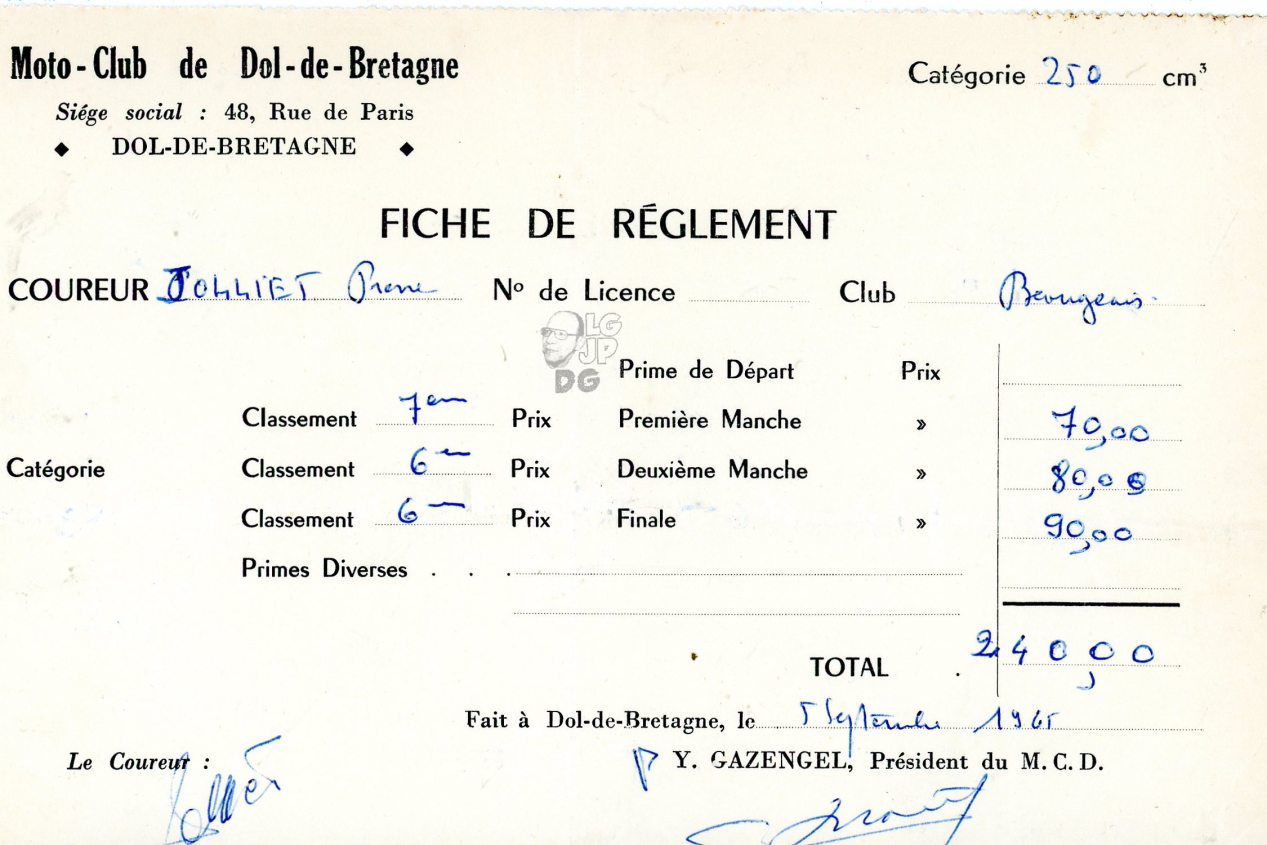 Moto-Club de Dol-de-Bretagne
Catégorie 250 cm³
Siége social : 48, Rue de Paris
◆ DOL-DE-BRETAGNE ◆
FICHE DE RÉGLEMENT
COUREUR JOLLIET Pierre N° de Licence Club
LG
JP
DG
Prime de Départ Prix
Classement 7em Prix Première Manche » 70,00
Catégorie Classement 6em Prix Deuxième Manche » 80,00
Classement 6em Prix Finale » 90,00
Primes Diverses . . .
TOTAL . 240,00
Fait à Dol-de-Bretagne, le 5 Septembre 1965
Le Coureur : P Y. GAZENGEL, Président du M. C. D.